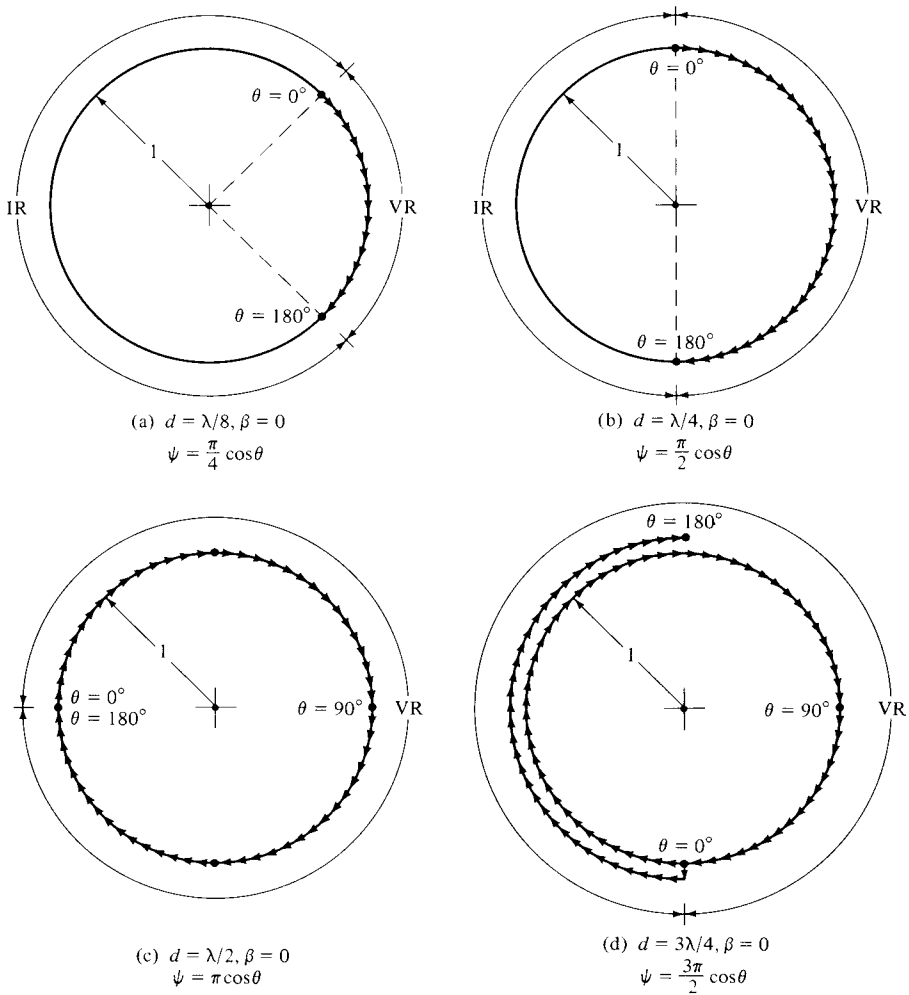 θ = 0°
1
IR
VR
θ = 180°
(a) d = λ/8, β = 0
ψ = π/4 cosθ
θ = 0°
1
IR
VR
θ = 180°
(b) d = λ/4, β = 0
ψ = π/2 cosθ
1
θ = 0°
θ = 180°
θ = 90°
VR
(c) d = λ/2, β = 0
ψ = πcosθ
θ = 180°
1
θ = 90°
VR
θ = 0°
(d) d = 3λ/4, β = 0
ψ = 3π/2 cosθ